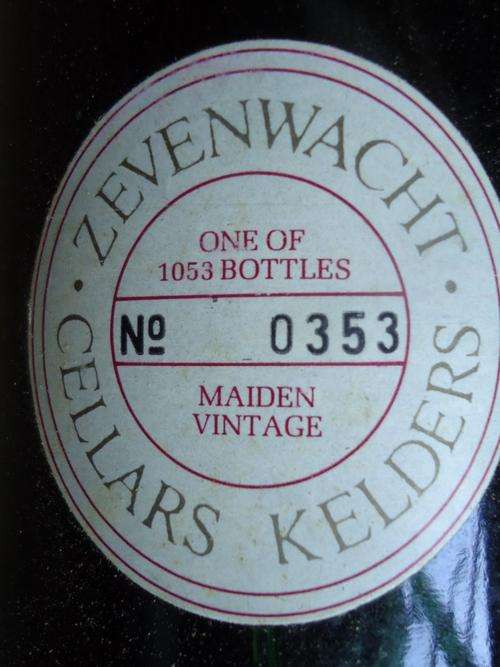 ZEVENWACHT
ONE OF
1053 BOTTLES
Nº 0353
MAIDEN
VINTAGE
CELLARS KELDERS